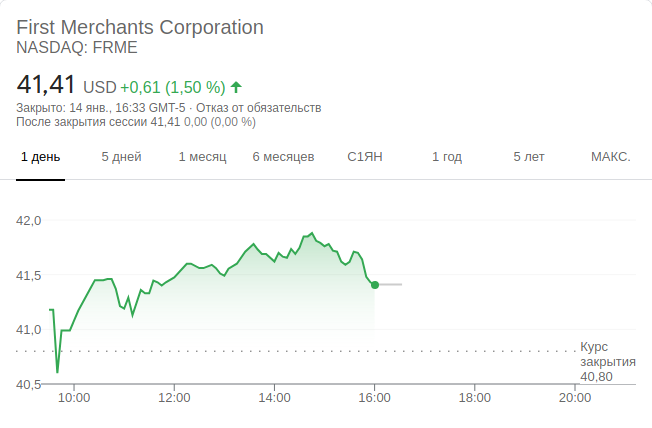 First Merchants Corporation
NASDAQ: FRME
41,41 USD +0,61 (1,50 %)
Закрыто: 14 янв., 16:33 GMT-5 · Отказ от обязательств
После закрытия сессии 41,41 0,00 (0,00 %)
1 день 5 дней 1 месяц 6 месяцев С1ЯН 1 год 5 лет МАКС.
42,0
41,5
41,0
Курс
закрытия
40,80
40,5
10:00 12:00 14:00 16:00 18:00 20:00